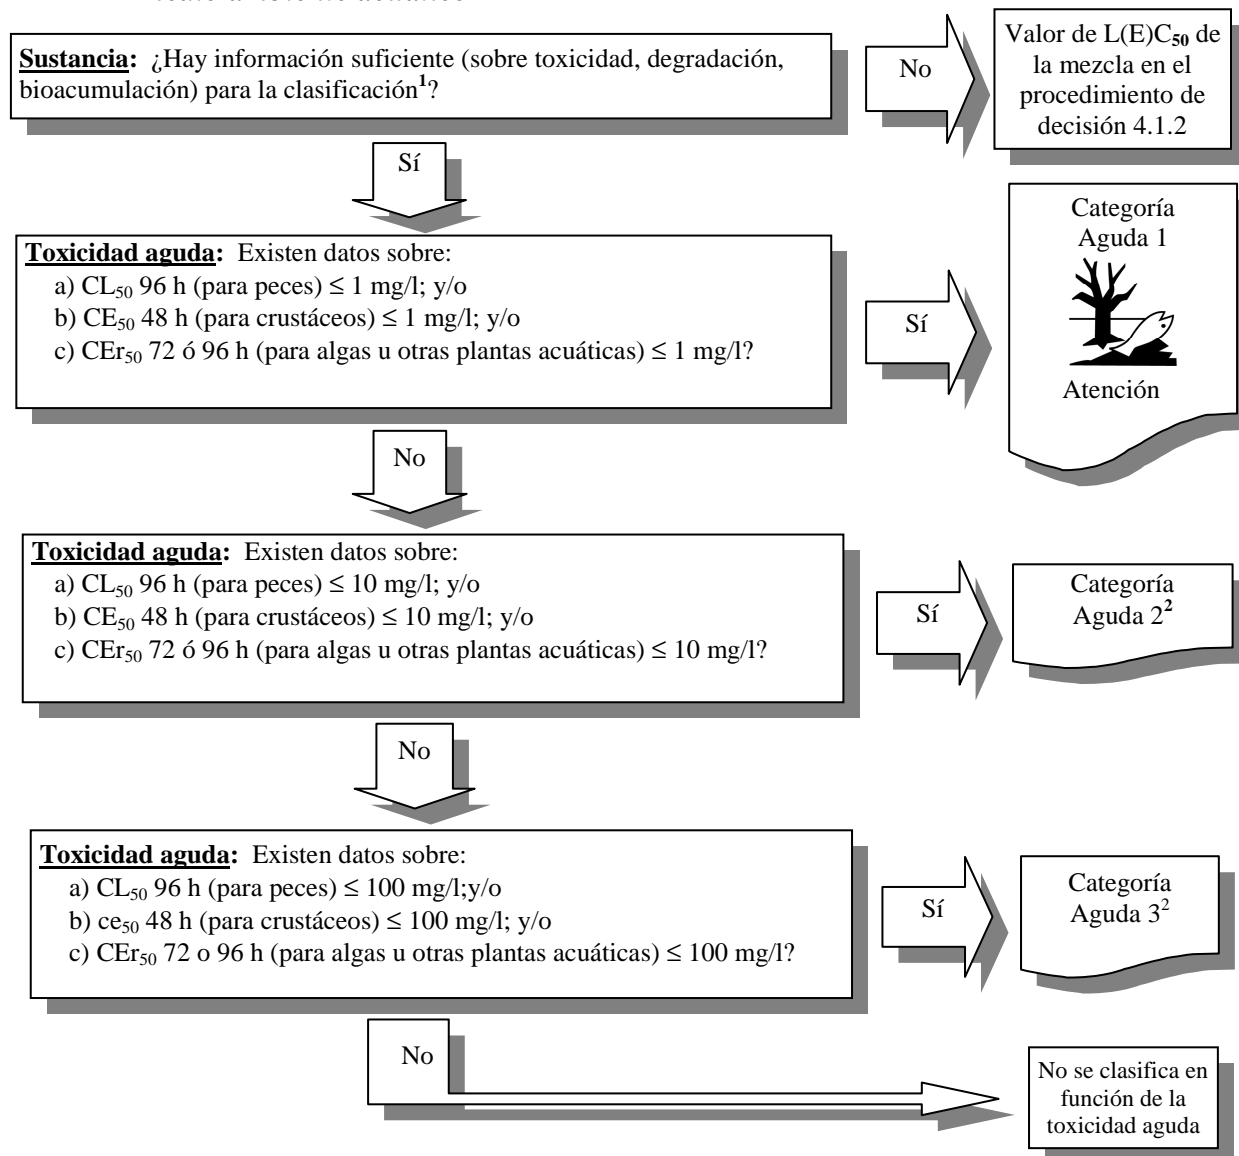 Sustancia: ¿Hay información suficiente (sobre toxicidad, degradación,
bioacumulación) para la clasificación¹?
No
Valor de L(E)C₅₀ de
la mezcla en el
procedimiento de
decisión 4.1.2
Sí
Toxicidad aguda: Existen datos sobre:
a) CL₅₀ 96 h (para peces) ≤ 1 mg/l; y/o
b) CE₅₀ 48 h (para crustáceos) ≤ 1 mg/l; y/o
c) CEr₅₀ 72 ó 96 h (para algas u otras plantas acuáticas) ≤ 1 mg/l?
Sí
Categoría
Aguda 1
Atención
No
Toxicidad aguda: Existen datos sobre:
a) CL₅₀ 96 h (para peces) ≤ 10 mg/l; y/o
b) CE₅₀ 48 h (para crustáceos) ≤ 10 mg/l; y/o
c) CEr₅₀ 72 ó 96 h (para algas u otras plantas acuáticas) ≤ 10 mg/l?
Sí
Categoría
Aguda 2²
No
Toxicidad aguda: Existen datos sobre:
a) CL₅₀ 96 h (para peces) ≤ 100 mg/l;y/o
b) ce₅₀ 48 h (para crustáceos) ≤ 100 mg/l; y/o
c) CEr₅₀ 72 o 96 h (para algas u otras plantas acuáticas) ≤ 100 mg/l?
Sí
Categoría
Aguda 3²
No
No se clasifica en
función de la
toxicidad aguda